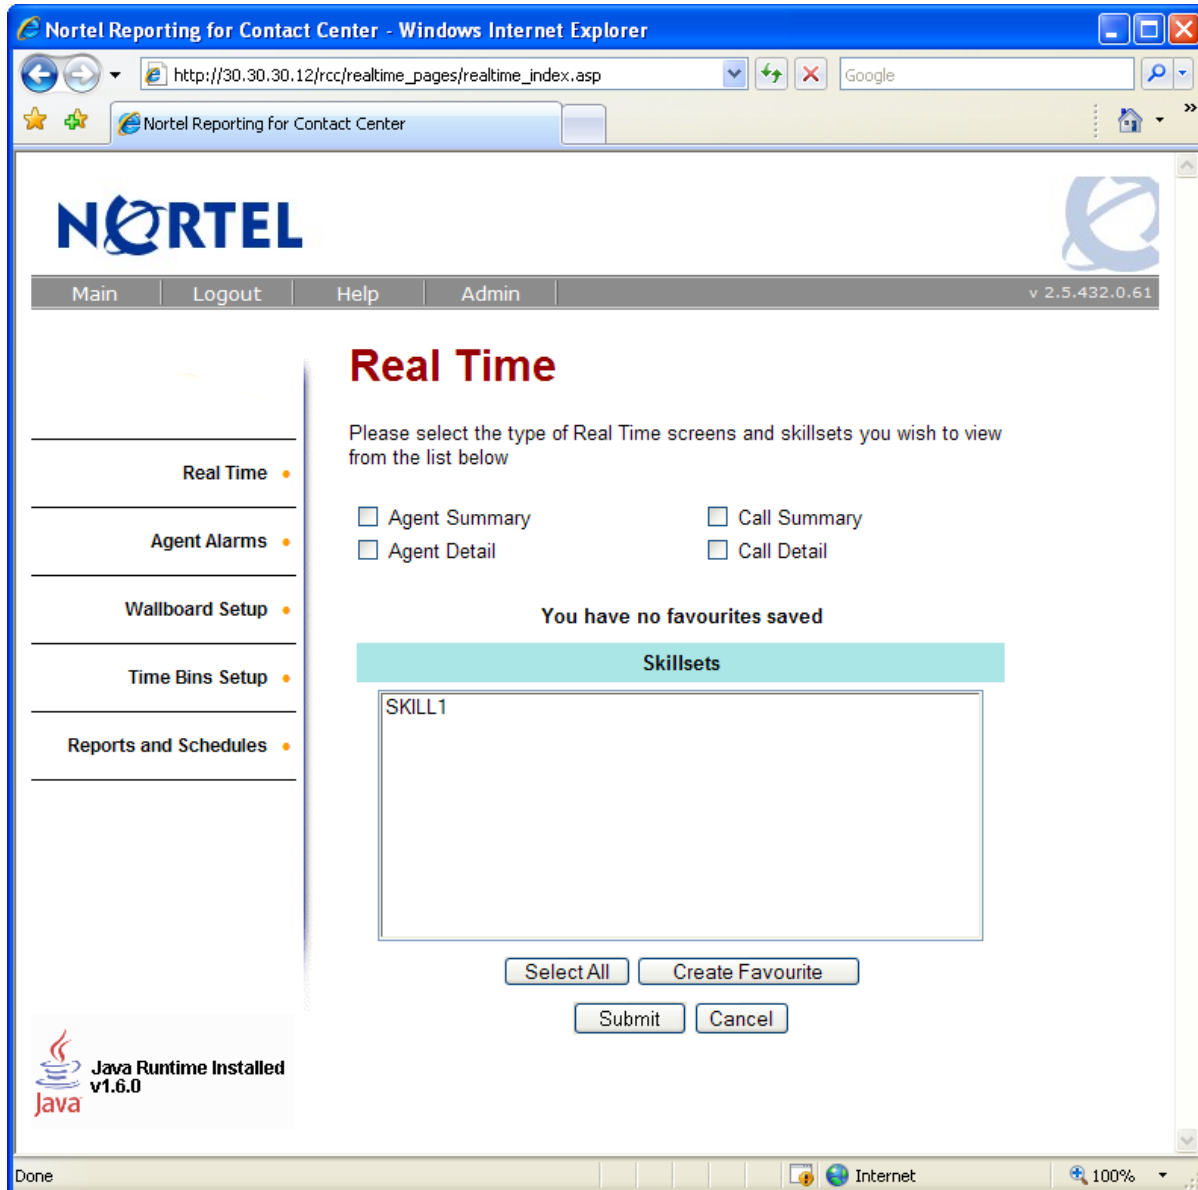 Nortel Reporting for Contact Center - Windows Internet Explorer
http://30.30.30.12/rcc/realtime_pages/realtime_index.asp
Google
Nortel Reporting for Contact Center
»
NORTEL
Main Logout Help Admin v 2.5.432.0.61
Real Time
Please select the type of Real Time screens and skillsets you wish to view
from the list below
Real Time
Agent Alarms
Wallboard Setup
Time Bins Setup
Reports and Schedules
Agent Summary Call Summary
Agent Detail Call Detail
You have no favourites saved
Skillsets
SKILL1
Select All Create Favourite
Submit Cancel
Java
Java Runtime Installed
v1.6.0
Done Internet 100%